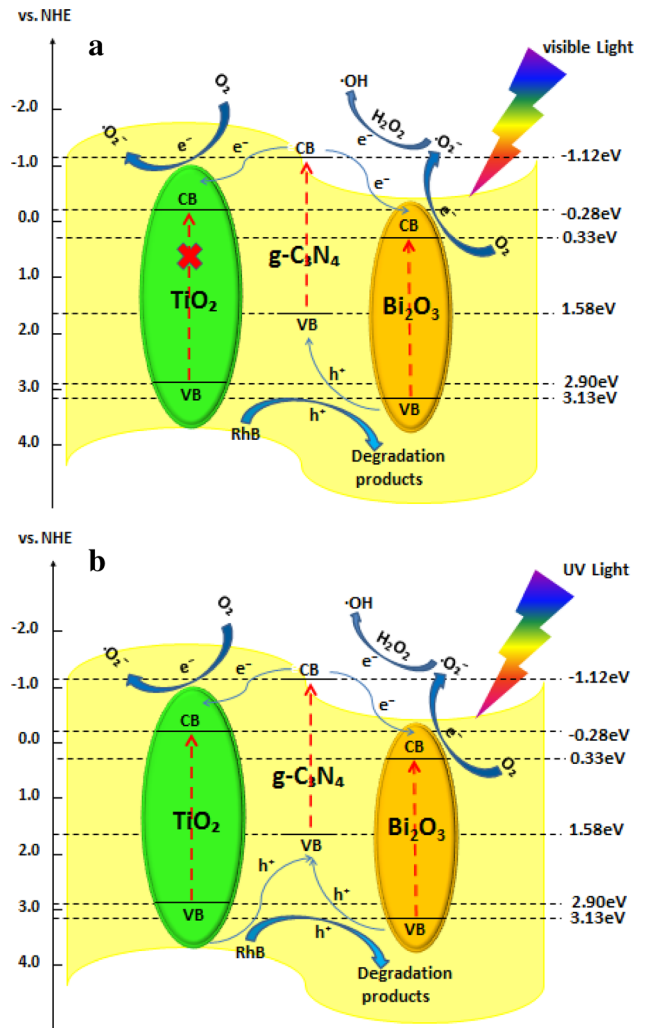 vs. NHE
a
visible Light
-2.0
-1.0
0.0
1.0
2.0
3.0
4.0
O₂
·OH
H₂O₂
·O₂⁻
·O₂⁻
e⁻
e⁻
CB
e⁻
-1.12eV
e⁻
CB
CB
-0.28eV
0.33eV
e⁻
O₂
g-C₃N₄
TiO₂
Bi₂O₃
1.58eV
VB
h⁺
2.90eV
VB
VB
3.13eV
RhB
h⁺
Degradation
products
vs. NHE
b
UV Light
-2.0
-1.0
0.0
1.0
2.0
3.0
4.0
O₂
·OH
H₂O₂
·O₂⁻
·O₂⁻
e⁻
e⁻
CB
e⁻
-1.12eV
e⁻
CB
CB
-0.28eV
0.33eV
e⁻
O₂
g-C₃N₄
TiO₂
Bi₂O₃
1.58eV
VB
h⁺
h⁺
2.90eV
VB
VB
3.13eV
RhB
h⁺
Degradation
products